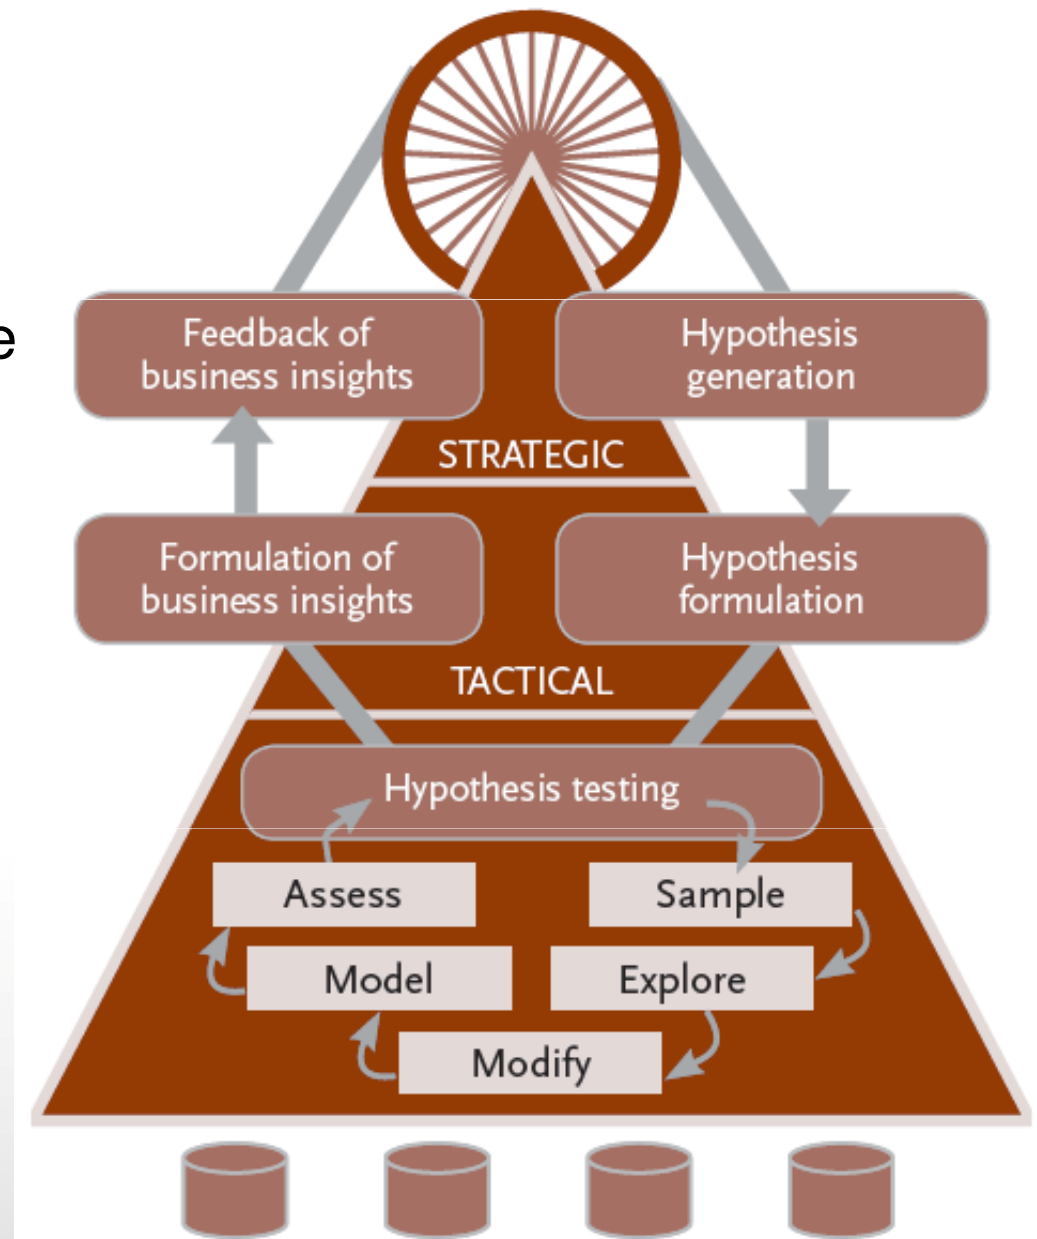 e
Feedback of
business insights
Hypothesis
generation
STRATEGIC
Formulation of
business insights
Hypothesis
formulation
TACTICAL
Hypothesis testing
Assess
Sample
Model
Explore
Modify